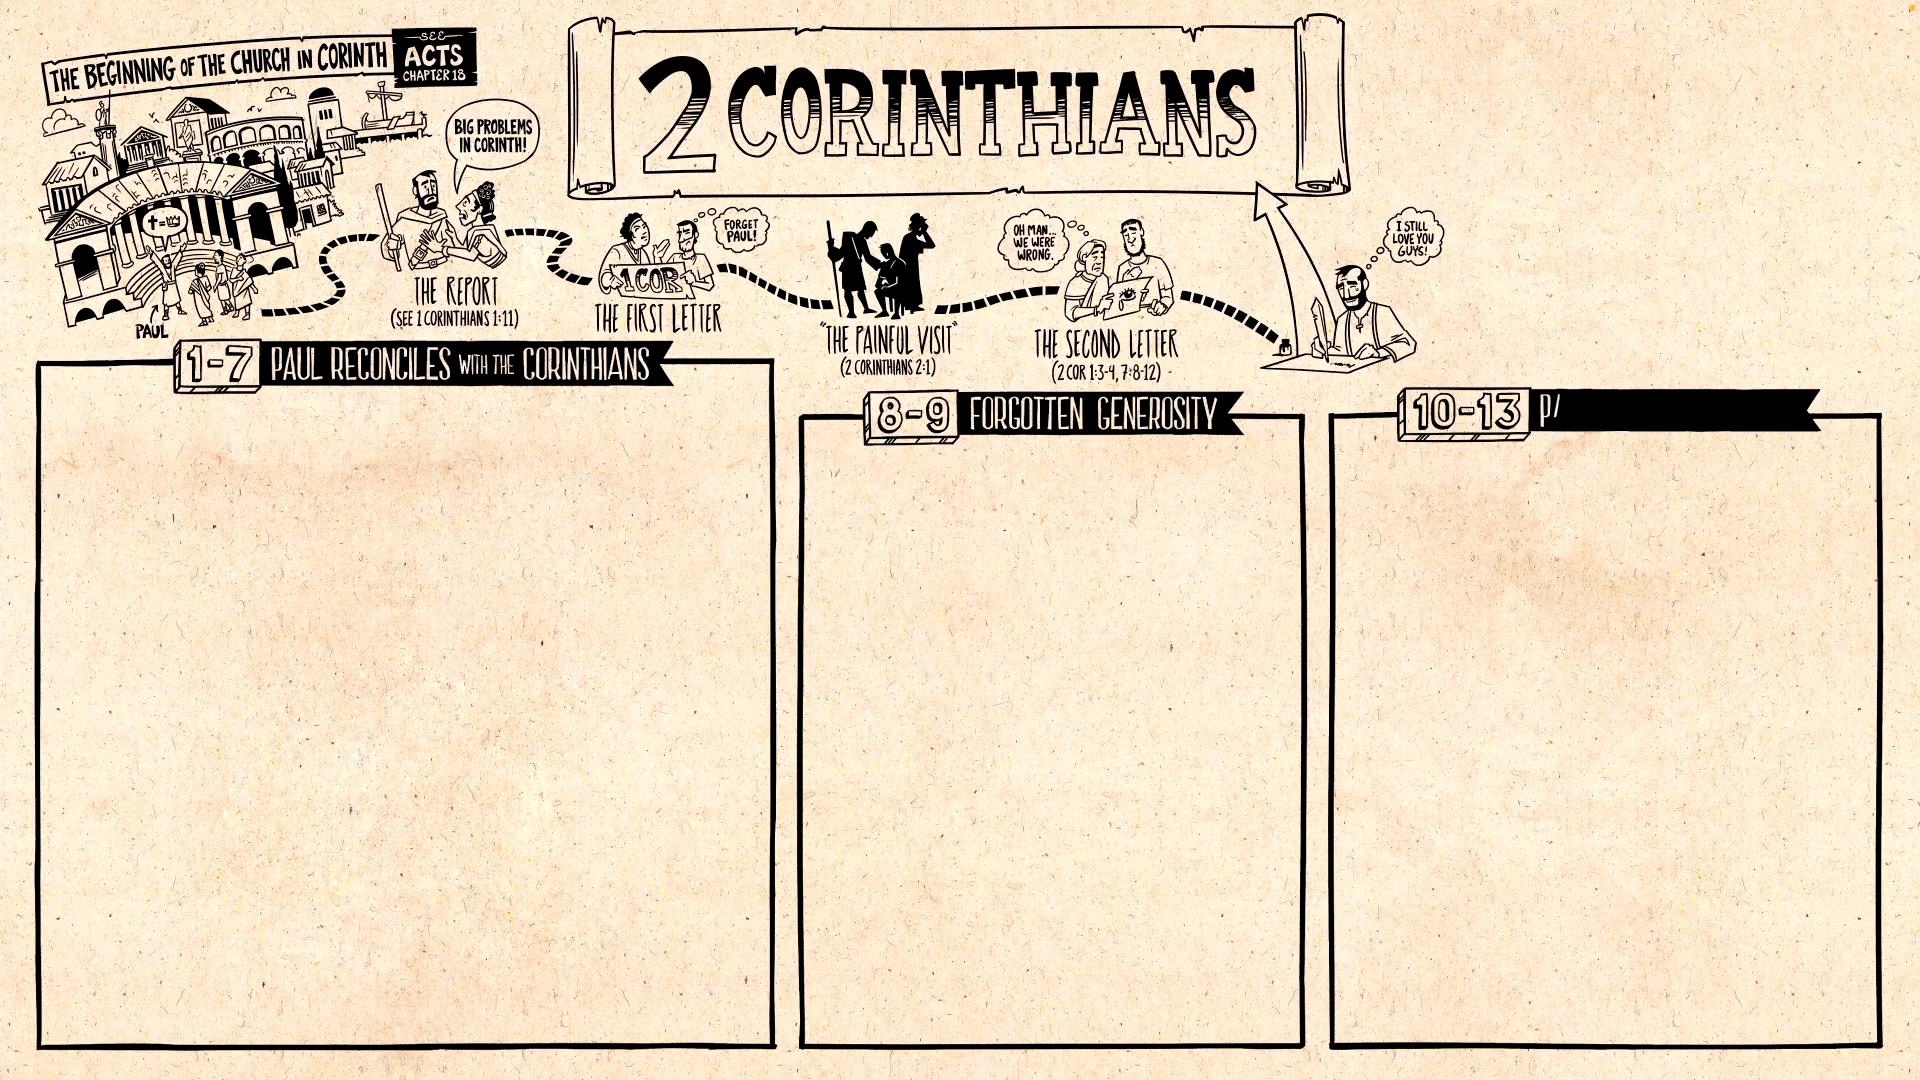 THE BEGINNING OF THE CHURCH IN CORINTH
SEE
ACTS
CHAPTER 18
2 CORINTHIANS
BIG PROBLEMS
IN CORINTH!
PAUL
THE REPORT
(SEE 1 CORINTHIANS 1:11)
FORGET
PAUL!
1 COR
THE FIRST LETTER
"THE PAINFUL VISIT"
(2 CORINTHIANS 2:1)
OH MAN...
WE WERE
WRONG.
THE SECOND LETTER
(2 COR 1:3-4, 7:8-12)
I STILL
LOVE YOU
GUYS!
1-7 PAUL RECONCILES WITH THE CORINTHIANS
8-9 FORGOTTEN GENEROSITY
10-13 P